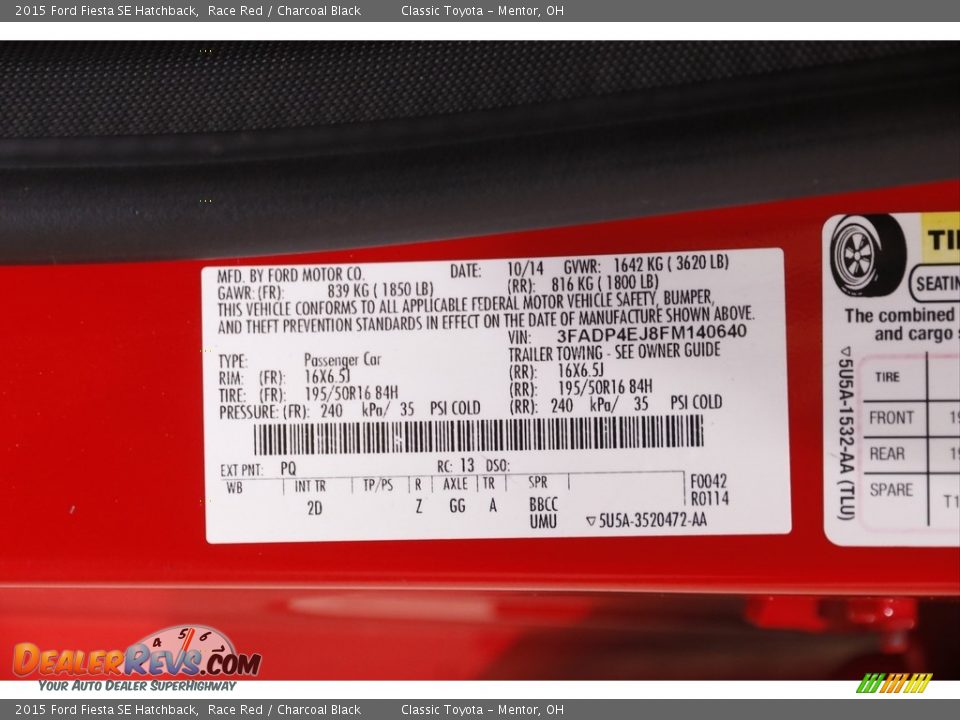 2015 Ford Fiesta SE Hatchback, Race Red / Charcoal Black Classic Toyota - Mentor, OH
MFD. BY FORD MOTOR CO. DATE: 10/14 GVWR: 1642 KG ( 3620 LB)
GAWR: (FR): 839 KG ( 1850 LB) (RR): 816 KG ( 1800 LB)
THIS VEHICLE CONFORMS TO ALL APPLICABLE FEDERAL MOTOR VEHICLE SAFETY, BUMPER,
AND THEFT PREVENTION STANDARDS IN EFFECT ON THE DATE OF MANUFACTURE SHOWN ABOVE.
VIN: 3FADP4EJ8FM140640
TYPE: Passenger Car TRAILER TOWING - SEE OWNER GUIDE
RIM: (FR): 16X6.5J (RR): 16X6.5J
TIRE: (FR): 195/50R16 84H (RR): 195/50R16 84H
PRESSURE: (FR): 240 kPa/ 35 PSI COLD (RR): 240 kPa/ 35 PSI COLD
EXT PNT: PQ RC: 13 DSO:
WB INT TR TP/PS R AXLE TR SPR F0042
2D Z GG A BBCC R0114
UMU ▽5U5A-3520472-AA
SEATIN
The combined
and cargo
▽5U5A-1532-AA (TLU)
TIRE
FRONT 19
REAR 19
SPARE T1
4 5 6
DEALERREVS.COM
YOUR AUTO DEALER SUPERHIGHWAY
2015 Ford Fiesta SE Hatchback, Race Red / Charcoal Black Classic Toyota - Mentor, OH